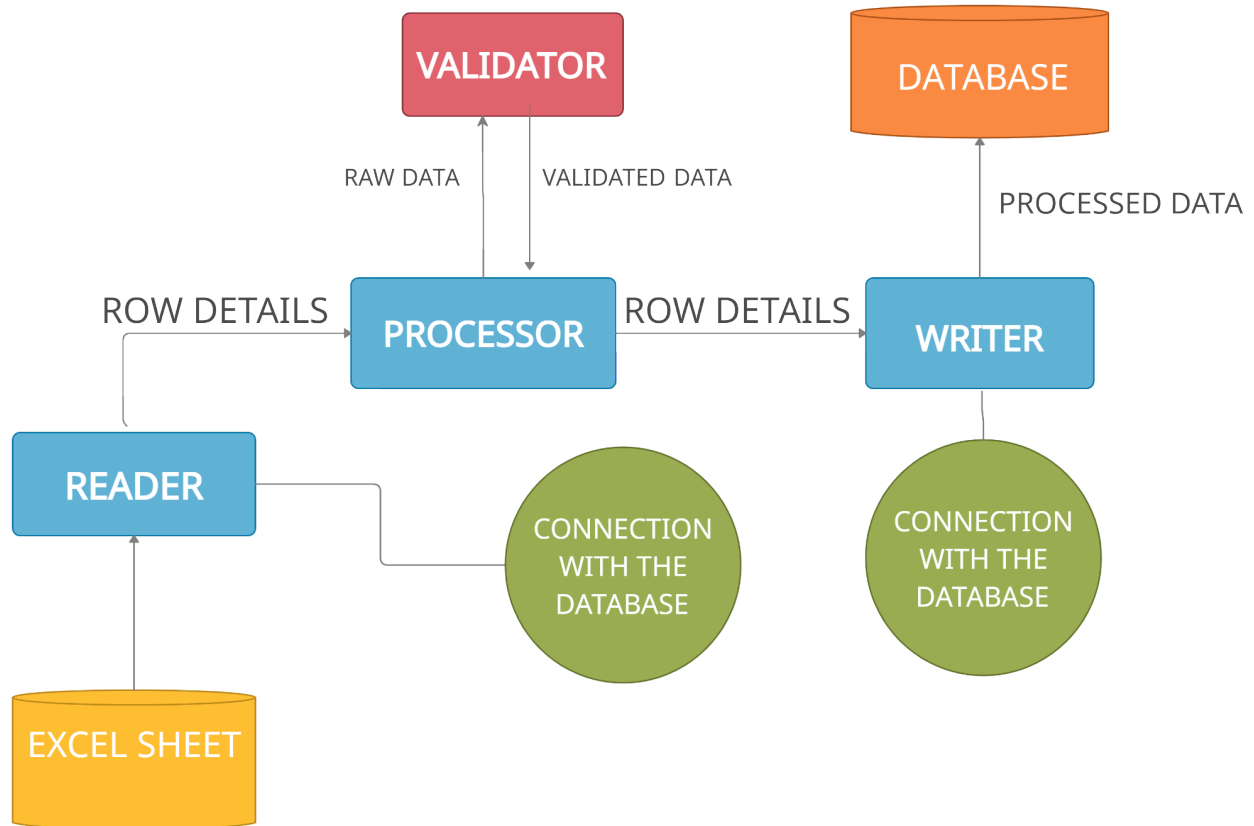 VALIDATOR
DATABASE
RAW DATA
VALIDATED DATA
PROCESSED DATA
ROW DETAILS
PROCESSOR
ROW DETAILS
WRITER
READER
CONNECTION
WITH THE
DATABASE
CONNECTION
WITH THE
DATABASE
EXCEL SHEET